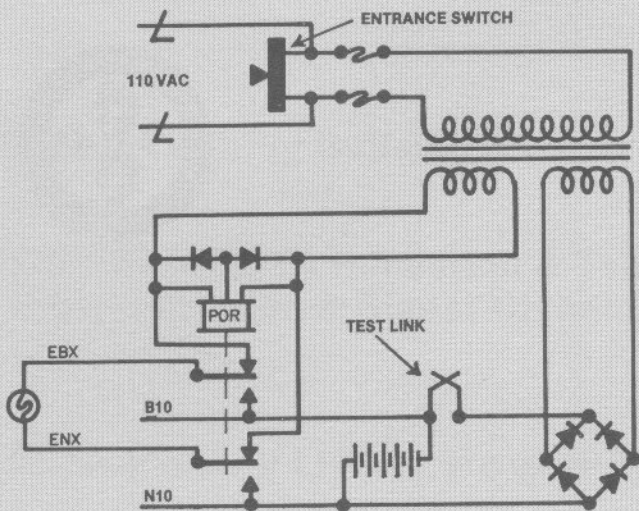 ENTRANCE SWITCH
110 VAC
POR
TEST LINK
EBX
B10
ENX
N10